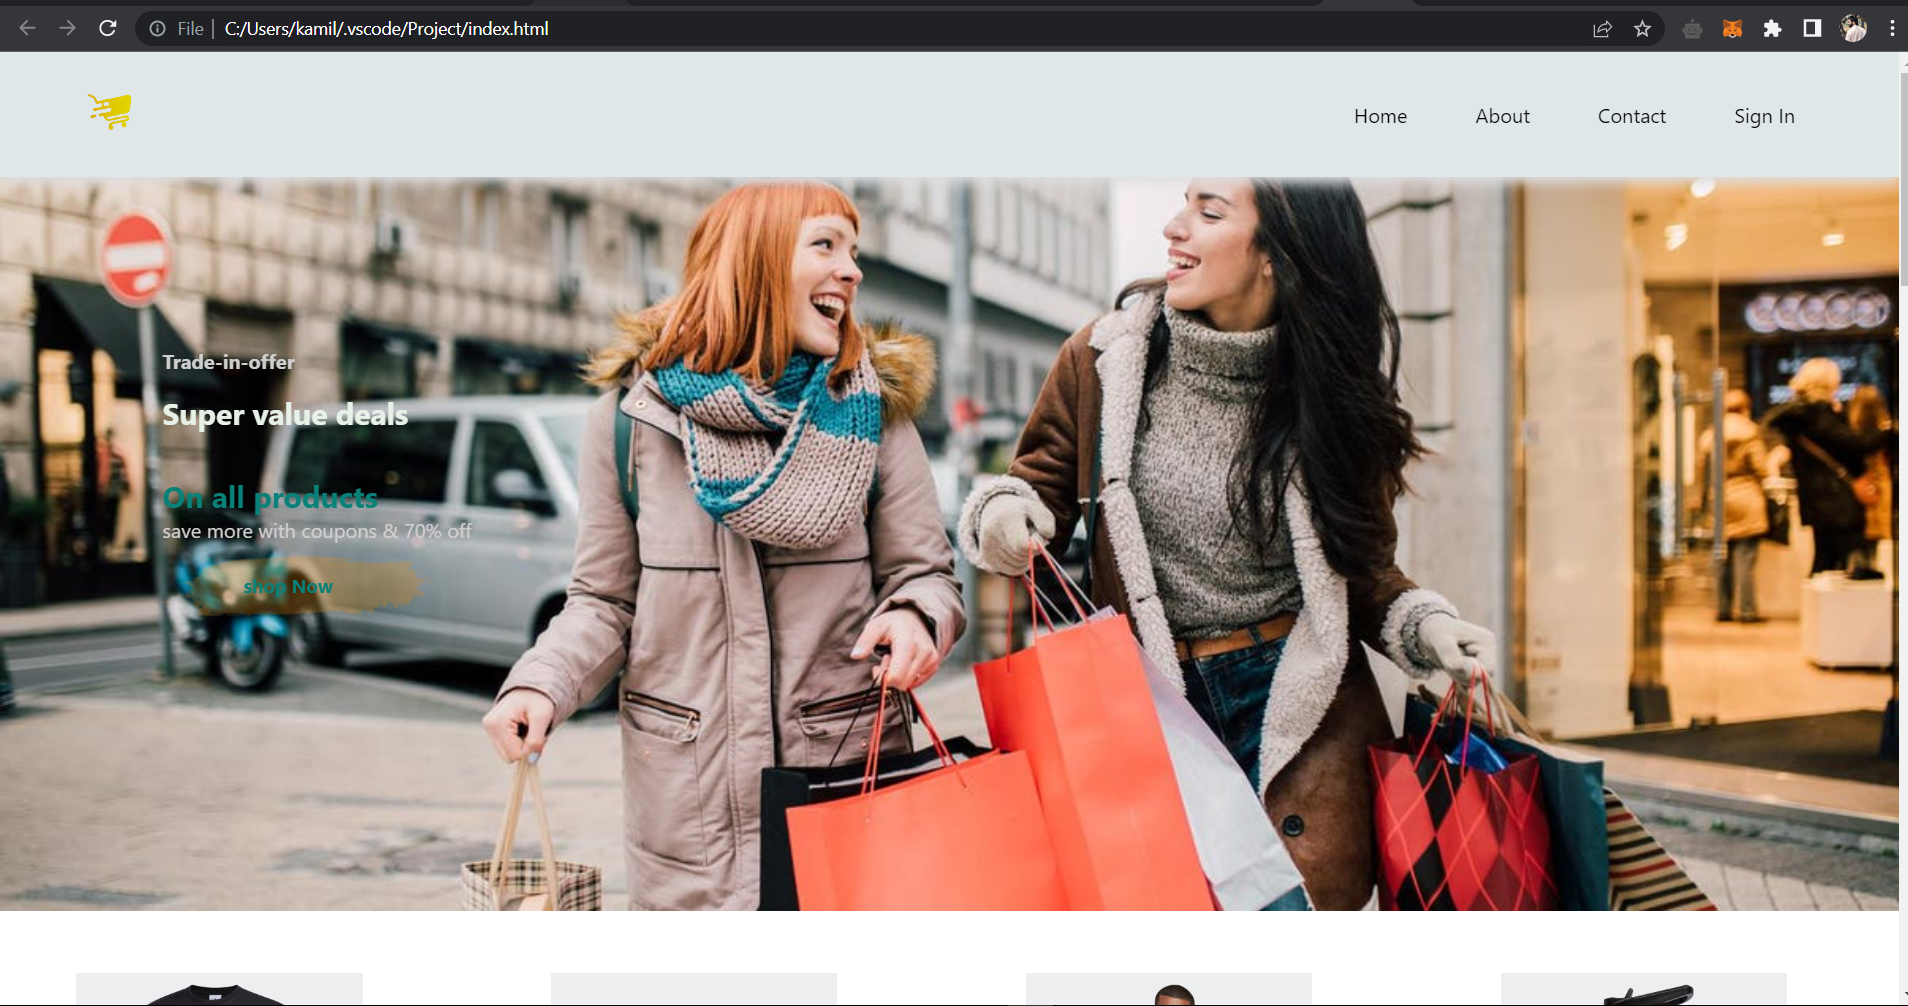 File | C:/Users/kamil/.vscode/Project/index.html
Home About Contact Sign In
Trade-in-offer
Super value deals
On all products
save more with coupons & 70% off
shop Now